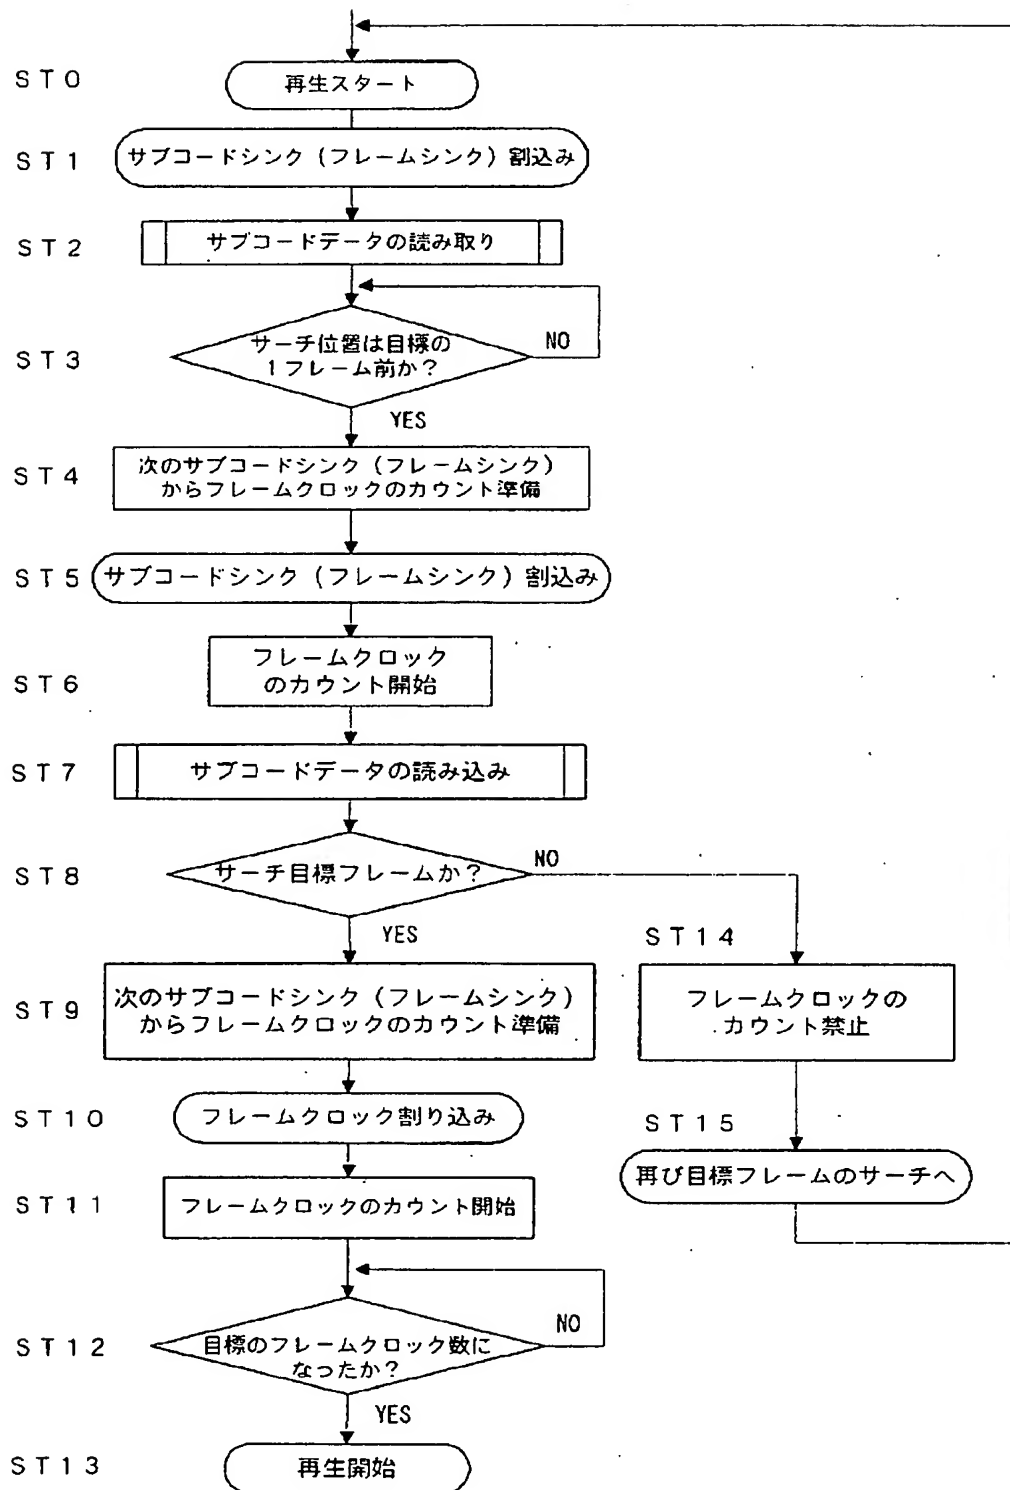 ST0
再生スタート
ST1
サブコードシンク（フレームシンク）割込み
ST2
サブコードデータの読み取り
ST3
サーチ位置は目標の
1フレーム前か？
NO
YES
ST4
次のサブコードシンク（フレームシンク）
からフレームクロックのカウント準備
ST5
サブコードシンク（フレームシンク）割込み
ST6
フレームクロック
のカウント開始
ST7
サブコードデータの読み込み
ST8
サーチ目標フレームか？
NO
YES
ST9
次のサブコードシンク（フレームシンク）
からフレームクロックのカウント準備
ST14
フレームクロックの
カウント禁止
ST10
フレームクロック割り込み
ST15
再び目標フレームのサーチへ
ST11
フレームクロックのカウント開始
ST12
目標のフレームクロック数に
なったか？
NO
YES
ST13
再生開始